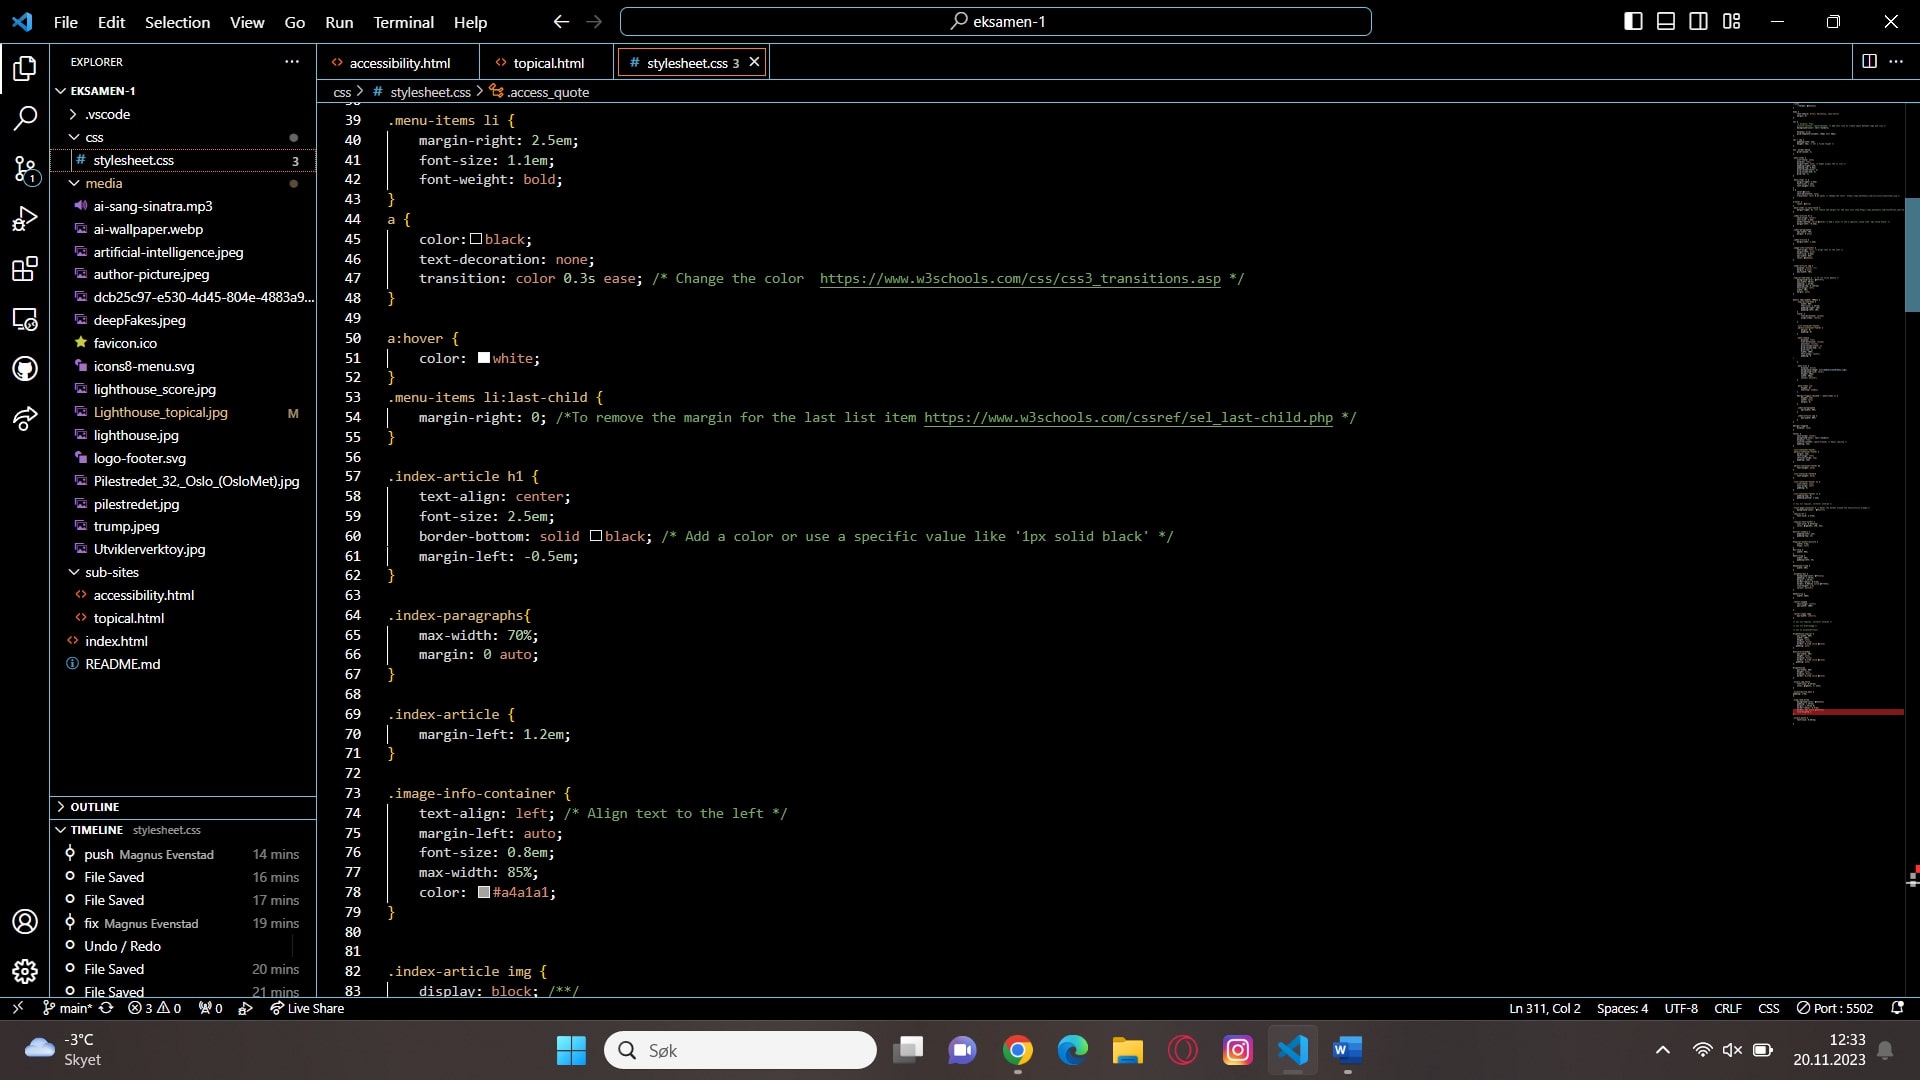 File Edit Selection View Go Run Terminal Help
eksamen-1
EXPLORER
EKSAMEN-1
.vscode
css
stylesheet.css 3
media
ai-sang-sinatra.mp3
ai-wallpaper.webp
artificial-intelligence.jpeg
author-picture.jpeg
dcb25c97-e530-4d45-804e-4883a9...
deepFakes.jpeg
favicon.ico
icons8-menu.svg
lighthouse_score.jpg
Lighthouse_topical.jpg M
lighthouse.jpg
logo-footer.svg
Pilestredet_32,_Oslo_(OsloMet).jpg
pilestredet.jpg
trump.jpeg
Utviklerverktoy.jpg
sub-sites
accessibility.html
topical.html
index.html
README.md
OUTLINE
TIMELINE stylesheet.css
push Magnus Evenstad 14 mins
File Saved 16 mins
File Saved 17 mins
fix Magnus Evenstad 19 mins
Undo / Redo
File Saved 20 mins
File Saved 21 mins
accessibility.html topical.html stylesheet.css 3
css > stylesheet.css > .access_quote
39 .menu-items li {
40 margin-right: 2.5em;
41 font-size: 1.1em;
42 font-weight: bold;
43 }
44 a {
45 color: black;
46 text-decoration: none;
47 transition: color 0.3s ease; /* Change the color  https://www.w3schools.com/css/css3_transitions.asp */
48 }
49
50 a:hover {
51 color: white;
52 }
53 .menu-items li:last-child {
54 margin-right: 0; /*To remove the margin for the last list item https://www.w3schools.com/cssref/sel_last-child.php */
55 }
56
57 .index-article h1 {
58 text-align: center;
59 font-size: 2.5em;
60 border-bottom: solid black; /* Add a color or use a specific value like '1px solid black' */
61 margin-left: -0.5em;
62 }
63
64 .index-paragraphs{
65 max-width: 70%;
66 margin: 0 auto;
67 }
68
69 .index-article {
70 margin-left: 1.2em;
71 }
72
73 .image-info-container {
74 text-align: left; /* Align text to the left */
75 margin-left: auto;
76 font-size: 0.8em;
77 max-width: 85%;
78 color: #a4a1a1;
79 }
80
81
82 .index-article img {
83 display: block; /**/
main* 3 0 0 Live Share Ln 311, Col 2 Spaces: 4 UTF-8 CRLF CSS Port : 5502
-3°C
Skyet
Søk
12:33
20.11.2023